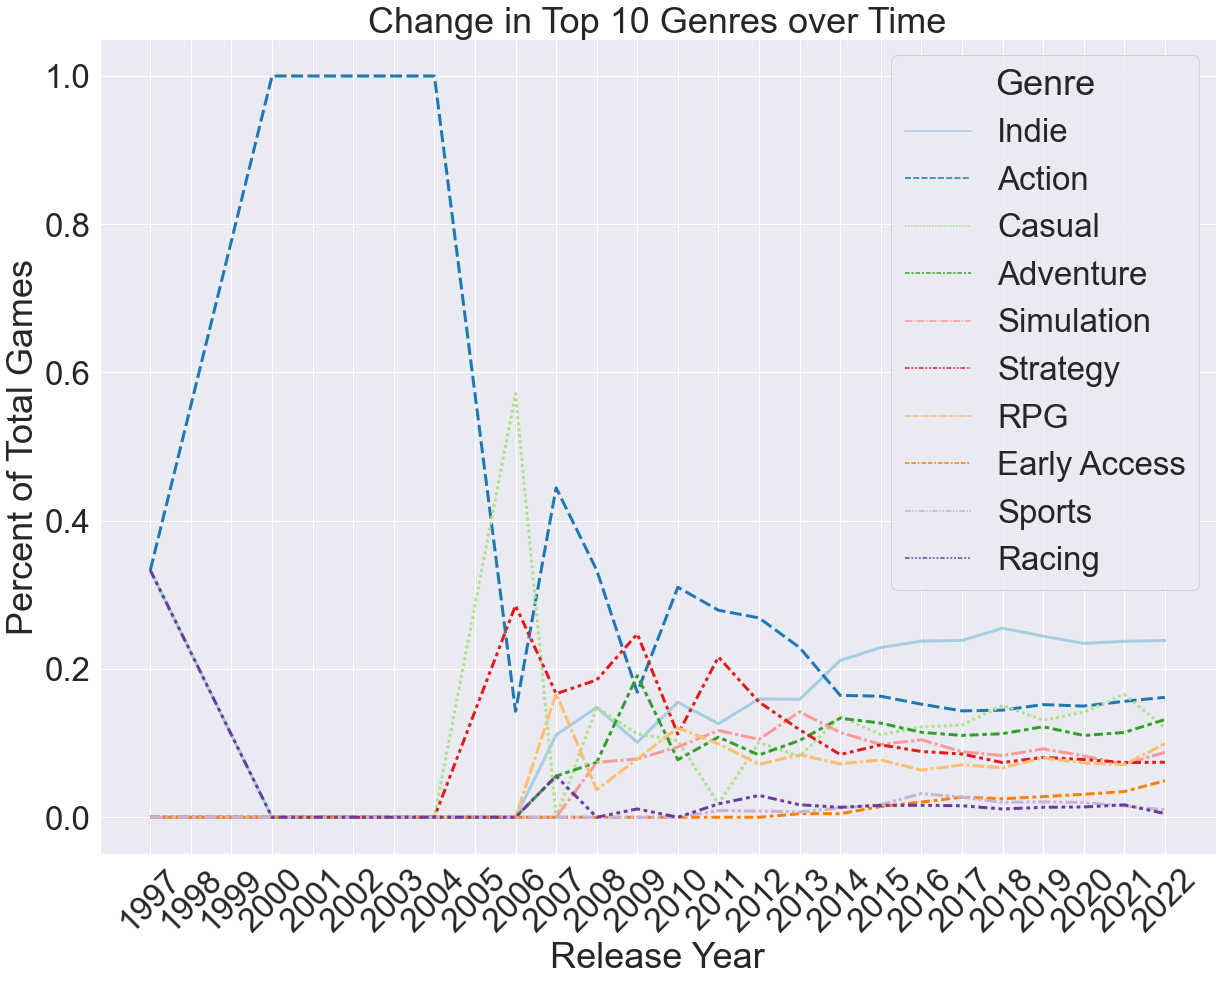 Change in Top 10 Genres over Time
Percent of Total Games
1.0
0.8
0.6
0.4
0.2
0.0
Genre
Indie
Action
Casual
Adventure
Simulation
Strategy
RPG
Early Access
Sports
Racing
1997
1998
1999
2000
2001
2002
2003
2004
2005
2006
2007
2008
2009
2010
2011
2012
2013
2014
2015
2016
2017
2018
2019
2020
2021
2022
Release Year